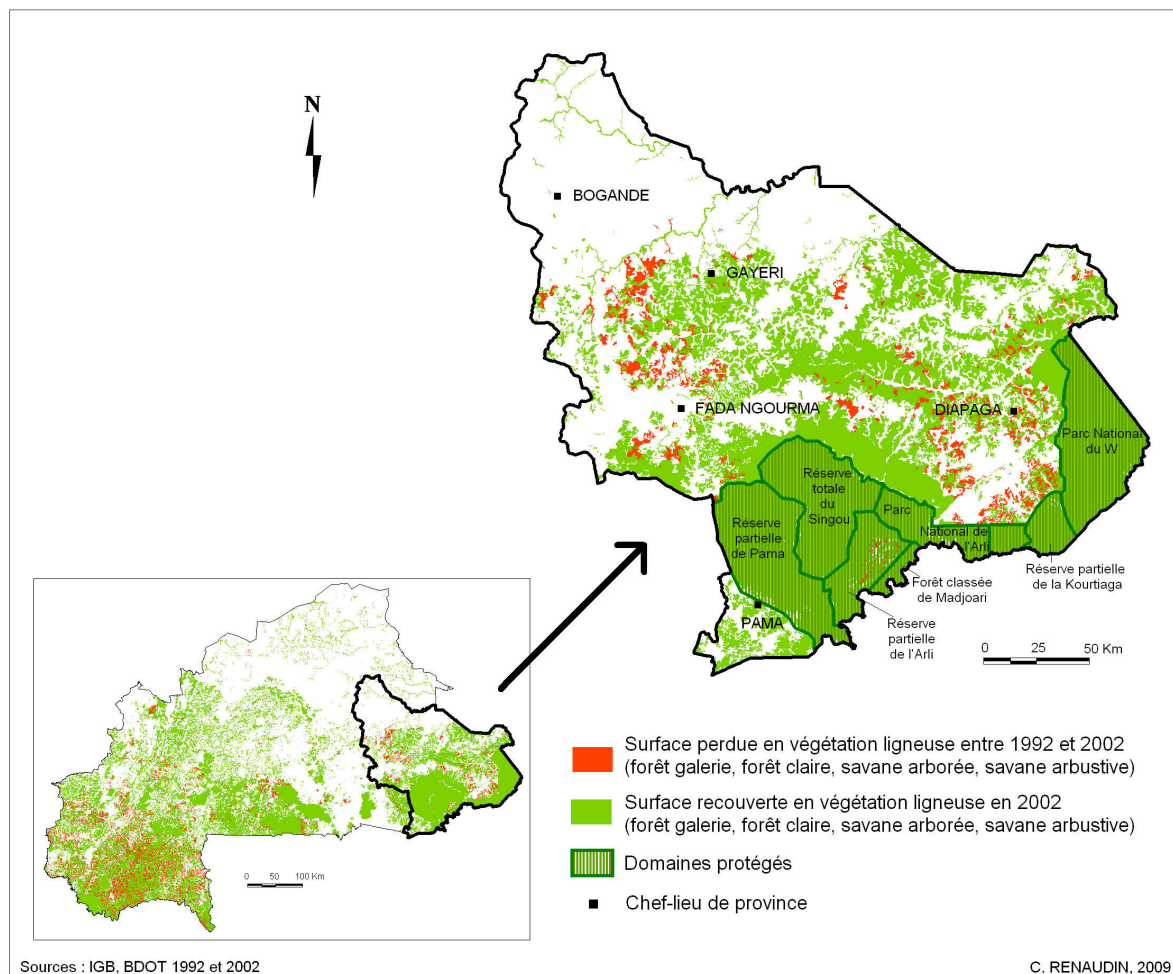 N
BOGANDE
GAYERI
FADA NGOURMA
DIAPAGA
Parc National
du W
Réserve
totale
du
Singou
Parc
National de
l'Arli
Réserve
partielle
de Pama
Réserve partielle
de la Kourtiaga
Forêt classée
de Madjoari
PAMA
Réserve
partielle
de l'Arli
0 25 50 Km
0 50 100 Km
Surface perdue en végétation ligneuse entre 1992 et 2002
(forêt galerie, forêt claire, savane arborée, savane arbustive)
Surface recouverte en végétation ligneuse en 2002
(forêt galerie, forêt claire, savane arborée, savane arbustive)
Domaines protégés
Chef-lieu de province
Sources : IGB, BDOT 1992 et 2002
C. RENAUDIN, 2009